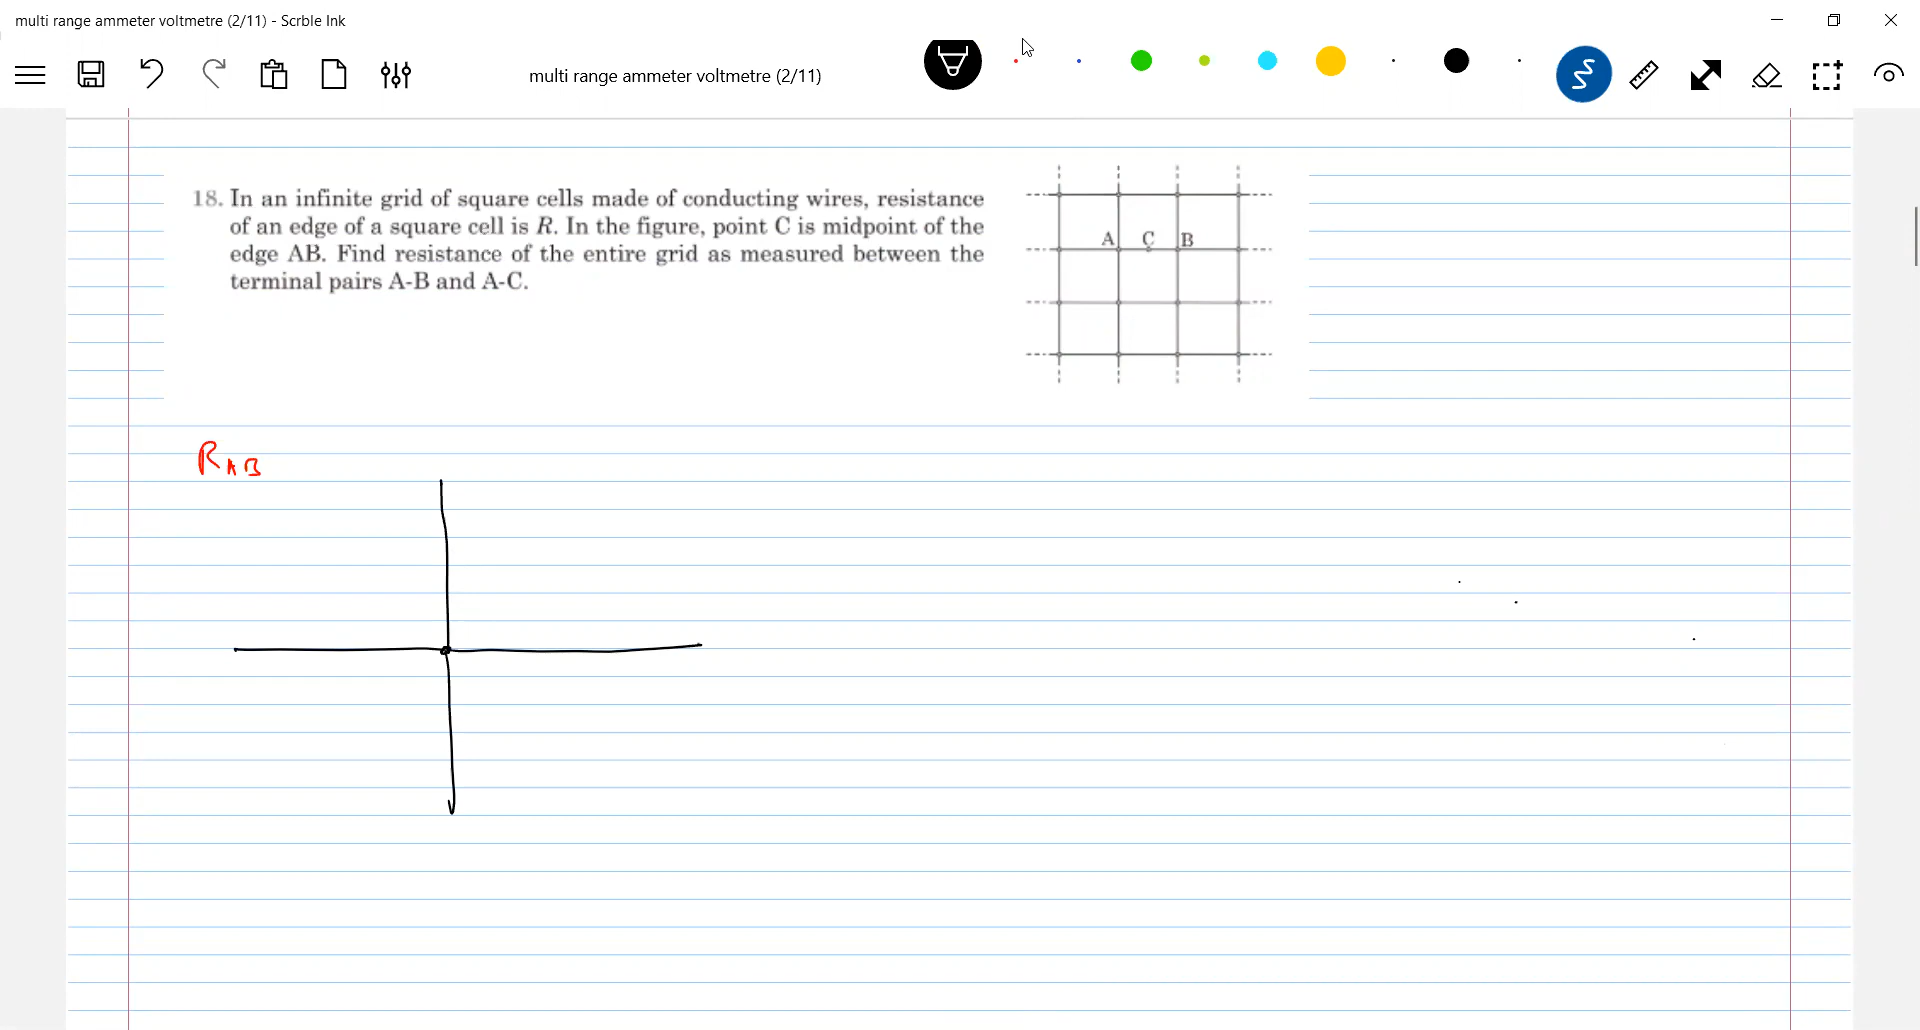 multi range ammeter voltmetre (2/11) - Scrble Ink
multi range ammeter voltmetre (2/11)
18. In an infinite grid of square cells made of conducting wires, resistance
of an edge of a square cell is R. In the figure, point C is midpoint of the
edge AB. Find resistance of the entire grid as measured between the
terminal pairs A-B and A-C.
A C B
RAB